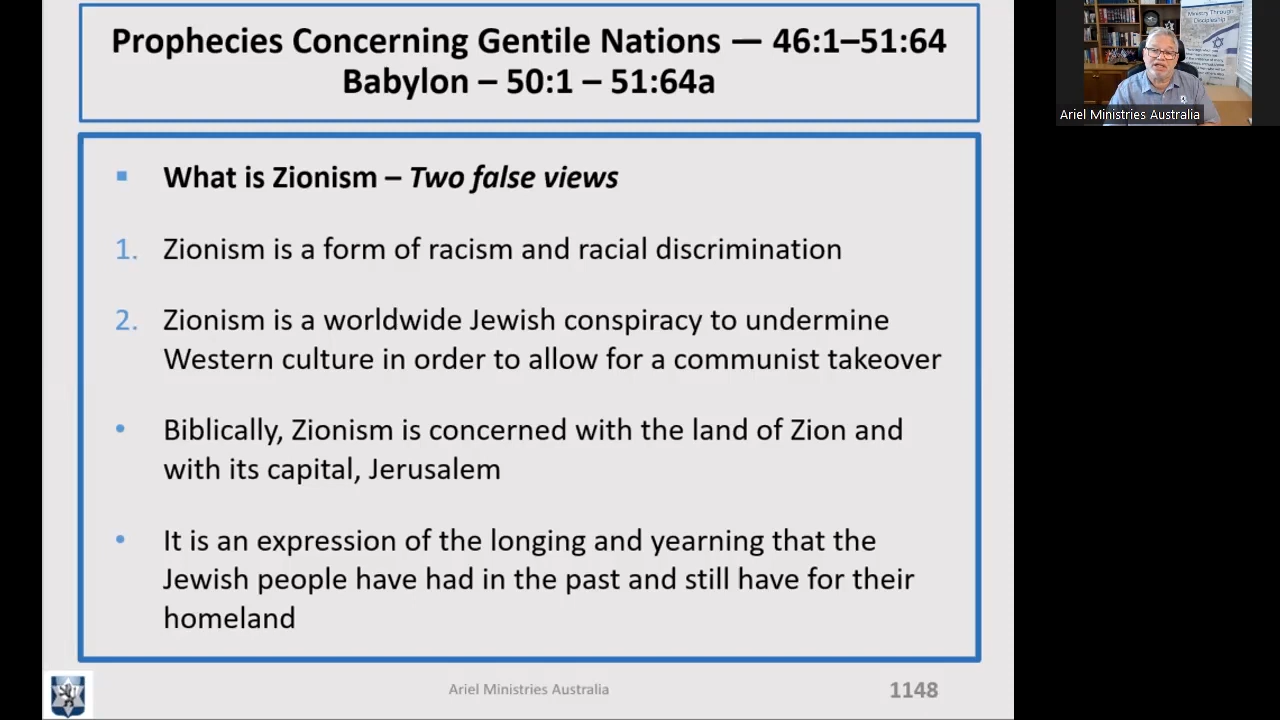 Prophecies Concerning Gentile Nations — 46:1–51:64
Babylon – 50:1 – 51:64a
▪ What is Zionism – Two false views
1. Zionism is a form of racism and racial discrimination
2. Zionism is a worldwide Jewish conspiracy to undermine
Western culture in order to allow for a communist takeover
• Biblically, Zionism is concerned with the land of Zion and
with its capital, Jerusalem
• It is an expression of the longing and yearning that the
Jewish people have had in the past and still have for their
homeland
Ariel Ministries Australia
1148
Ministry Through
Discipleship
Ariel Ministries Australia